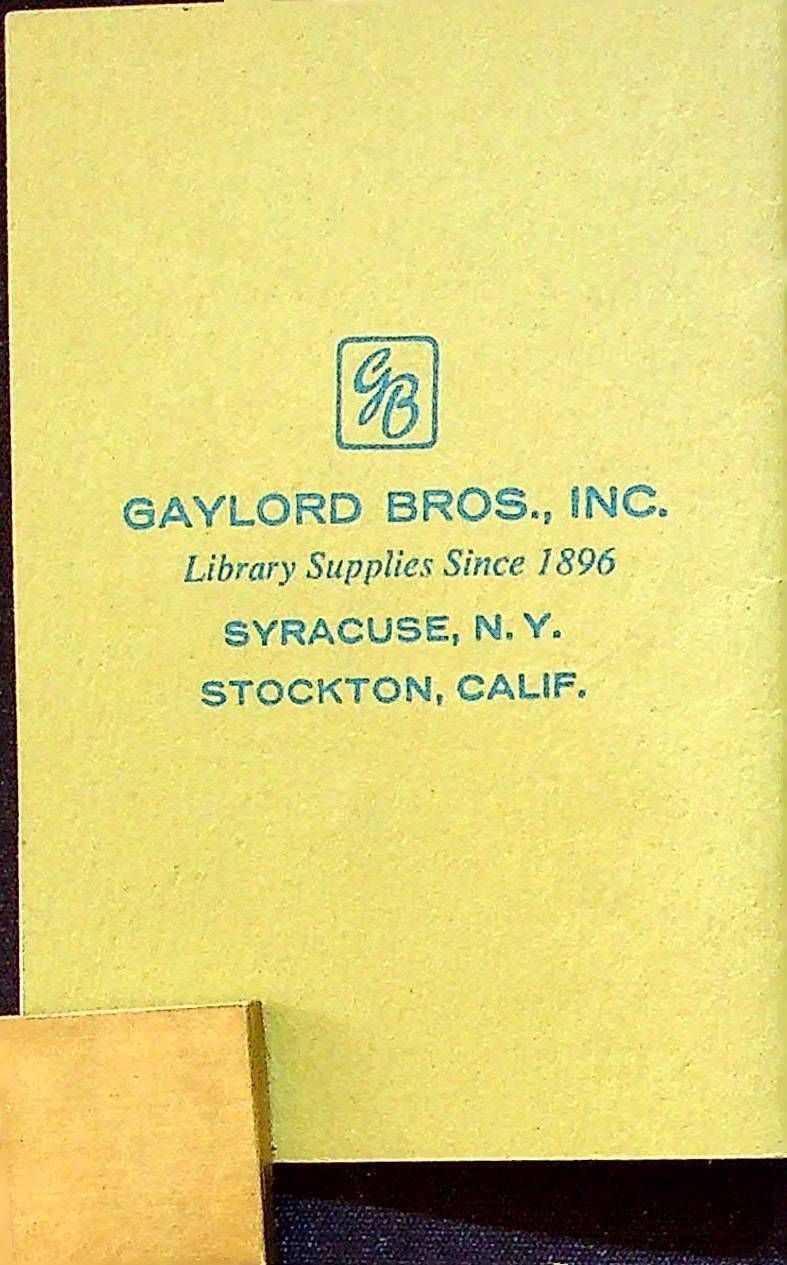 GB
GAYLORD BROS., INC.
Library Supplies Since 1896
SYRACUSE, N. Y.
STOCKTON, CALIF.